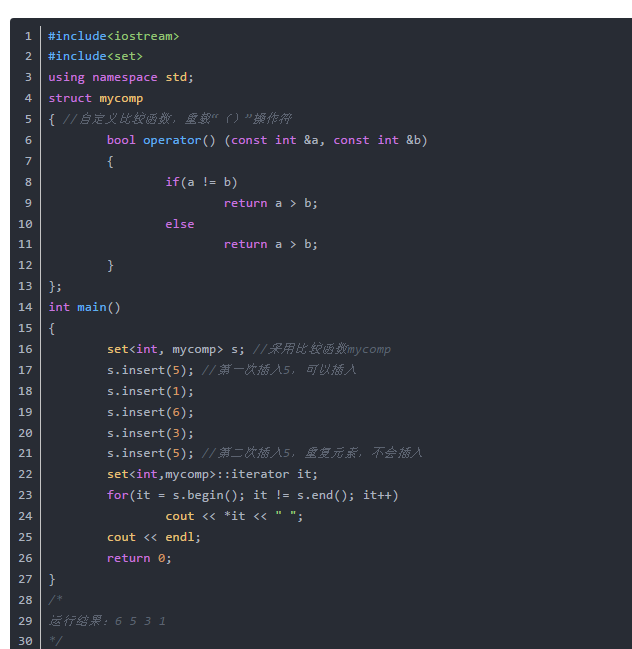 1 #include<iostream>
2 #include<set>
3 using namespace std;
4 struct mycomp
5 { //自定义比较函数，重载“（）”操作符
6 bool operator() (const int &a, const int &b)
7 {
8 if(a != b)
9 return a > b;
10 else
11 return a > b;
12 }
13 };
14 int main()
15 {
16 set<int, mycomp> s; //采用比较函数mycomp
17 s.insert(5); //第一次插入5，可以插入
18 s.insert(1);
19 s.insert(6);
20 s.insert(3);
21 s.insert(5); //第二次插入5，重复元素，不会插入
22 set<int,mycomp>::iterator it;
23 for(it = s.begin(); it != s.end(); it++)
24 cout << *it << " ";
25 cout << endl;
26 return 0;
27 }
28 /*
29 运行结果：6 5 3 1
30 */